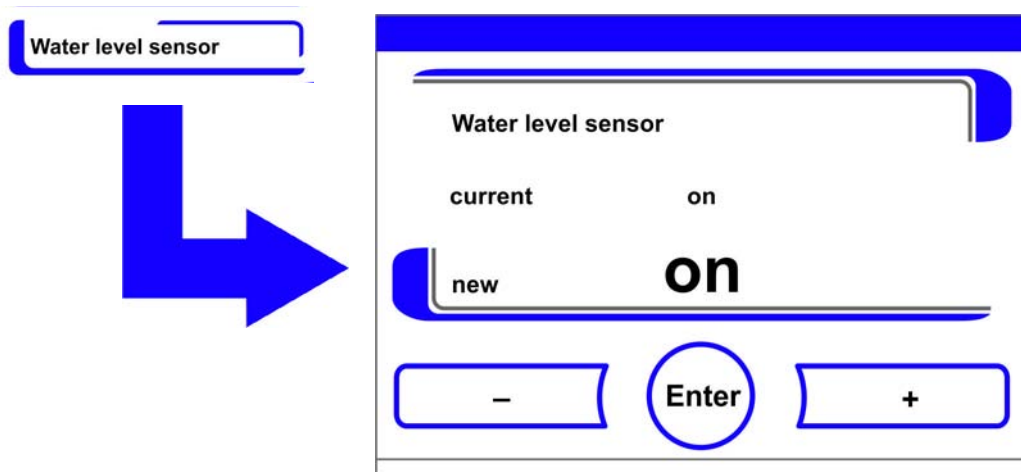 Water level sensor
Water level sensor
current on
new on
– Enter +